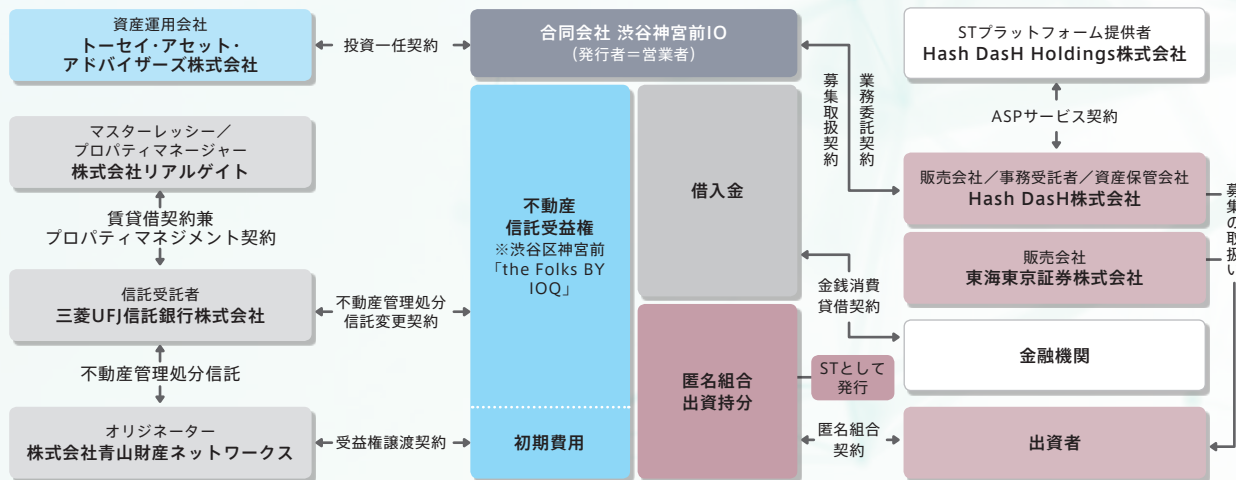 資産運用会社
トーセイ・アセット・
アドバイザーズ株式会社
投資一任契約
合同会社 渋谷神宮前IO
(発行者=営業者)
STプラットフォーム提供者
Hash DasH Holdings株式会社
ASPサービス契約
募集取扱契約
業務委託契約
マスターレッシー／
プロパティマネージャー
株式会社リアルゲイト
賃貸借契約兼
プロパティマネジメント契約
不動産
信託受益権
※渋谷区神宮前
「the Folks BY
IOQ」
借入金
販売会社／事務受託者／資産保管会社
Hash DasH株式会社
募集の取扱い
販売会社
東海東京証券株式会社
信託受託者
三菱UFJ信託銀行株式会社
不動産管理処分
信託変更契約
金銭消費
貸借契約
金融機関
不動産管理処分信託
匿名組合
出資持分
STとして
発行
オリジネーター
株式会社青山財産ネットワークス
受益権譲渡契約
初期費用
匿名組合
契約
出資者